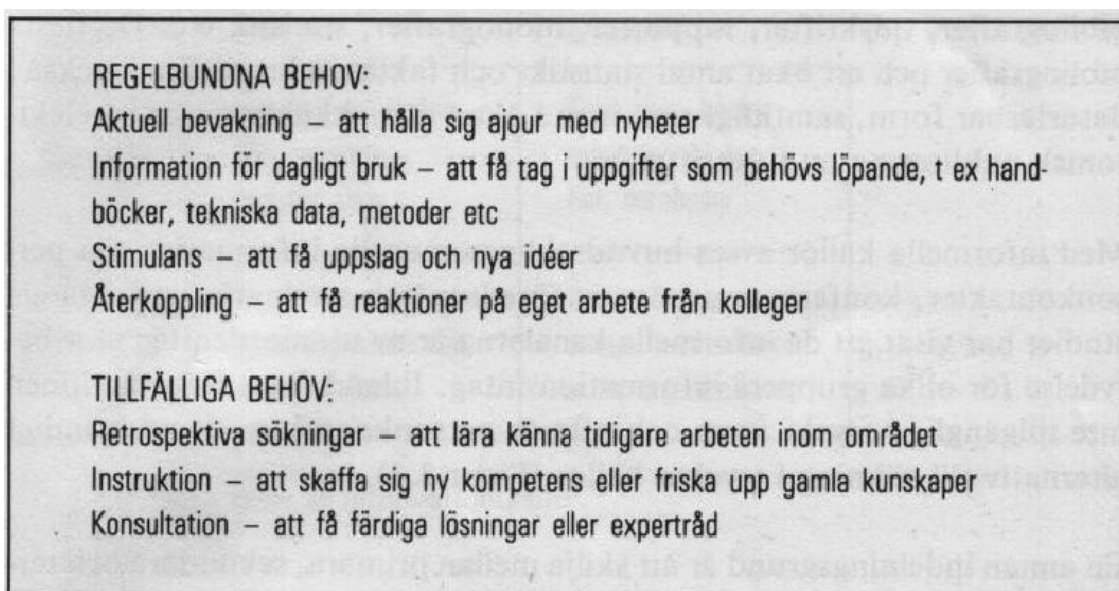 REGELBUNDNA BEHOV:
Aktuell bevakning – att hålla sig ajour med nyheter
Information för dagligt bruk – att få tag i uppgifter som behövs löpande, t ex hand-
böcker, tekniska data, metoder etc
Stimulans – att få uppslag och nya idéer
Återkoppling – att få reaktioner på eget arbete från kolleger
TILLFÄLLIGA BEHOV:
Retrospektiva sökningar – att lära känna tidigare arbeten inom området
Instruktion – att skaffa sig ny kompetens eller friska upp gamla kunskaper
Konsultation – att få färdiga lösningar eller expertråd